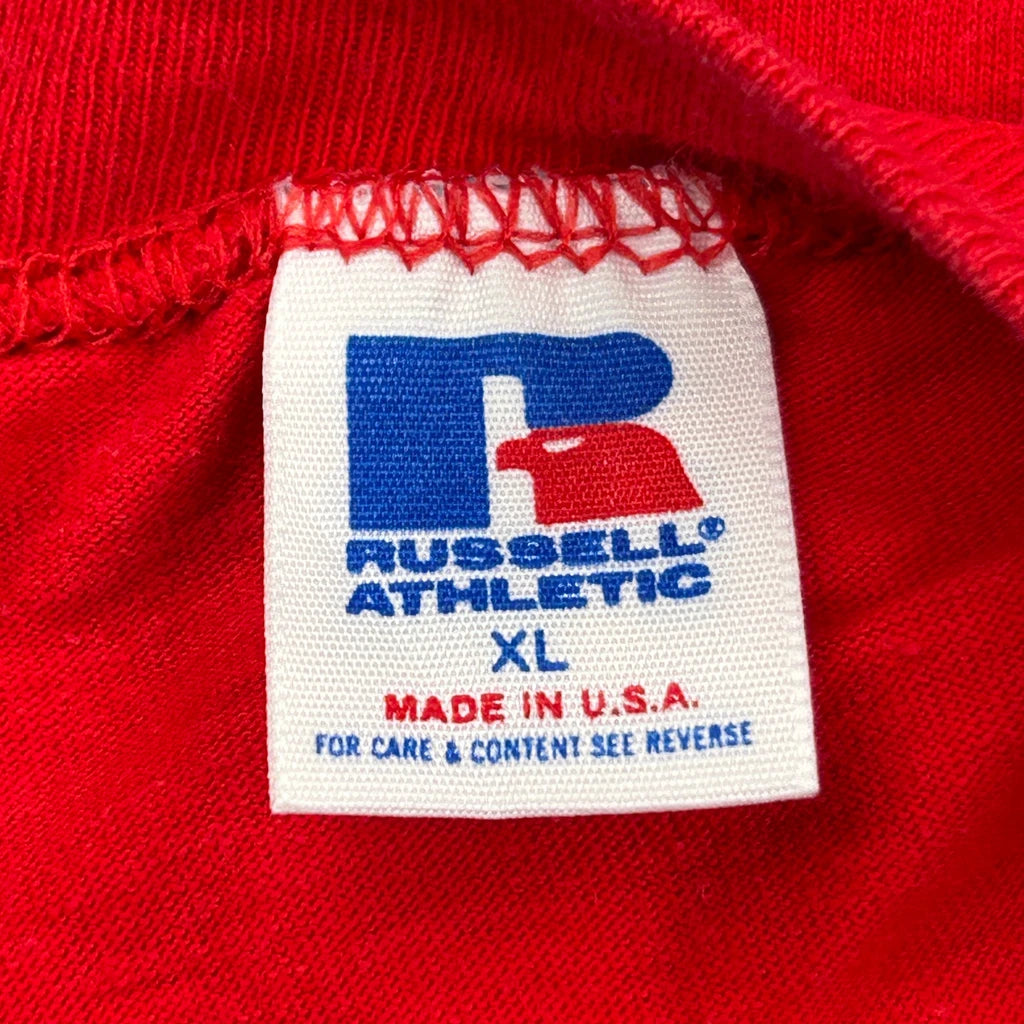 RUSSELL®
ATHLETIC
XL
MADE IN U.S.A.
FOR CARE & CONTENT SEE REVERSE